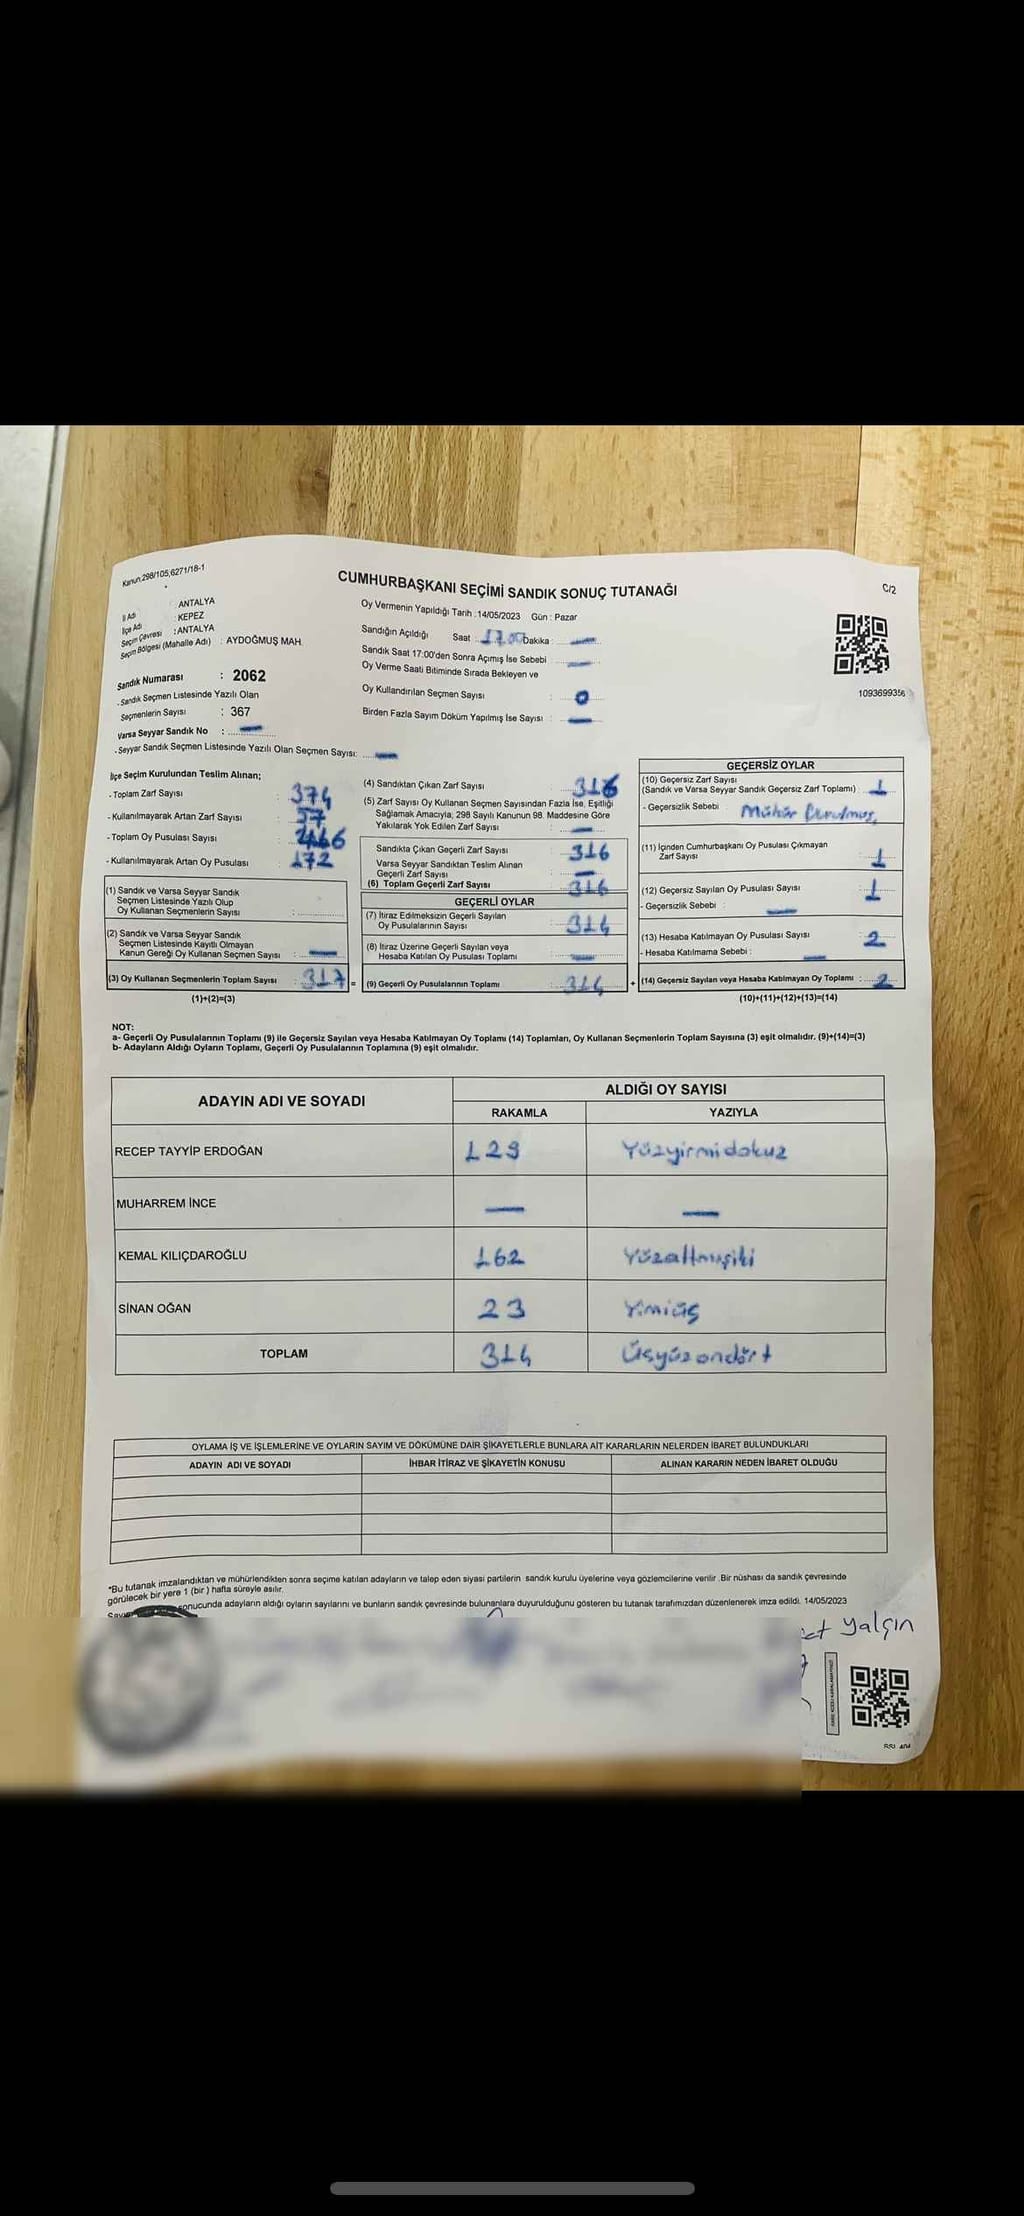 Kanun:298/105,6271/18-1
CUMHURBAŞKANI SEÇİMİ SANDIK SONUÇ TUTANAĞI
C/2
İl Adı : ANTALYA
İlçe Adı : KEPEZ
Seçim Çevresi : ANTALYA
Seçim Bölgesi (Mahalle Adı) : AYDOĞMUŞ MAH.
Oy Vermenin Yapıldığı Tarih :14/05/2023 Gün : Pazar
Sandığın Açıldığı Saat : 17.00 Dakika : —
Sandık Saat 17:00'den Sonra Açımış İse Sebebi : —
Oy Verme Saati Bitiminde Sırada Bekleyen ve
Oy Kullandırılan Seçmen Sayısı : 0
Birden Fazla Sayım Döküm Yapılmış İse Sayısı : —
1093699356
Sandık Numarası : 2062
-Sandık Seçmen Listesinde Yazılı Olan
Seçmenlerin Sayısı : 367
Varsa Seyyar Sandık No : —
-Seyyar Sandık Seçmen Listesinde Yazılı Olan Seçmen Sayısı: —
İlçe Seçim Kurulundan Teslim Alınan;
- Toplam Zarf Sayısı : 374
- Kullanılmayarak Artan Zarf Sayısı : 57
- Toplam Oy Pusulası Sayısı
- Kullanılmayarak Artan Oy Pusulası : 172
(1) Sandık ve Varsa Seyyar Sandık
Seçmen Listesinde Yazılı Olup
Oy Kullanan Seçmenlerin Sayısı :
(2) Sandık ve Varsa Seyyar Sandık
Seçmen Listesinde Kayıtlı Olmayan
Kanun Gereği Oy Kullanan Seçmen Sayısı : —
(3) Oy Kullanan Seçmenlerin Toplam Sayısı : 317 =
(1)+(2)=(3)
(4) Sandıktan Çıkan Zarf Sayısı : 316
(5) Zarf Sayısı Oy Kullanan Seçmen Sayısından Fazla İse, Eşitliği
Sağlamak Amacıyla; 298 Sayılı Kanunun 98. Maddesine Göre
Yakılarak Yok Edilen Zarf Sayısı : —
Sandıkta Çıkan Geçerli Zarf Sayısı : 316
Varsa Seyyar Sandıktan Teslim Alınan
Geçerli Zarf Sayısı : —
(6) Toplam Geçerli Zarf Sayısı : 316
GEÇERLİ OYLAR
(7) İtiraz Edilmeksizin Geçerli Sayılan
Oy Pusulalarının Sayısı : 314
(8) İtiraz Üzerine Geçerli Sayılan veya
Hesaba Katılan Oy Pusulası Toplamı : —
(9) Geçerli Oy Pusulalarının Toplamı : 314 +
GEÇERSİZ OYLAR
(10) Geçersiz Zarf Sayısı
(Sandık ve Varsa Seyyar Sandık Geçersiz Zarf Toplamı) : 1
- Geçersizlik Sebebi : Mühür
(11) İçinden Cumhurbaşkanı Oy Pusulası Çıkmayan
Zarf Sayısı : 1
(12) Geçersiz Sayılan Oy Pusulası Sayısı : 1
- Geçersizlik Sebebi : —
(13) Hesaba Katılmayan Oy Pusulası Sayısı : 2
- Hesaba Katılmama Sebebi : —
(14) Geçersiz Sayılan veya Hesaba Katılmayan Oy Toplamı : 2
(10)+(11)+(12)+(13)=(14)
NOT:
a- Geçerli Oy Pusulalarının Toplamı (9) ile Geçersiz Sayılan veya Hesaba Katılmayan Oy Toplamı (14) Toplamları, Oy Kullanan Seçmenlerin Toplam Sayısına (3) eşit olmalıdır. (9)+(14)=(3)
b- Adayların Aldığı Oyların Toplamı, Geçerli Oy Pusulalarının Toplamına (9) eşit olmalıdır.
ADAYIN ADI VE SOYADI
ALDIĞI OY SAYISI
RAKAMLA YAZIYLA
RECEP TAYYİP ERDOĞAN 129 Yüzyirmidokuz
MUHARREM İNCE — —
KEMAL KILIÇDAROĞLU 162 Yüzaltmışiki
SİNAN OĞAN 23 Yimiüç
TOPLAM 314 Üsyüzondört
OYLAMA İŞ VE İŞLEMLERİNE VE OYLARIN SAYIM VE DÖKÜMÜNE DAİR ŞİKAYETLERLE BUNLARA AİT KARARLARIN NELERDEN İBARET BULUNDUKLARI
ADAYIN ADI VE SOYADI İHBAR İTİRAZ VE ŞİKAYETİN KONUSU ALINAN KARARIN NEDEN İBARET OLDUĞU
*Bu tutanak imzalandıktan ve mühürlendikten sonra seçime katılan adayların ve talep eden siyasi partilerin sandık kurulu üyelerine veya gözlemcilerine verilir .Bir nüshası da sandık çevresinde
görülecek bir yere 1 (bir ) hafta süreyle asılır.
sonucunda adayların aldığı oyların sayılarını ve bunların sandık çevresinde bulunanlara duyurulduğunu gösteren bu tutanak tarafımızdan düzenlenerek imza edildi. 14/05/2023
Yalçın